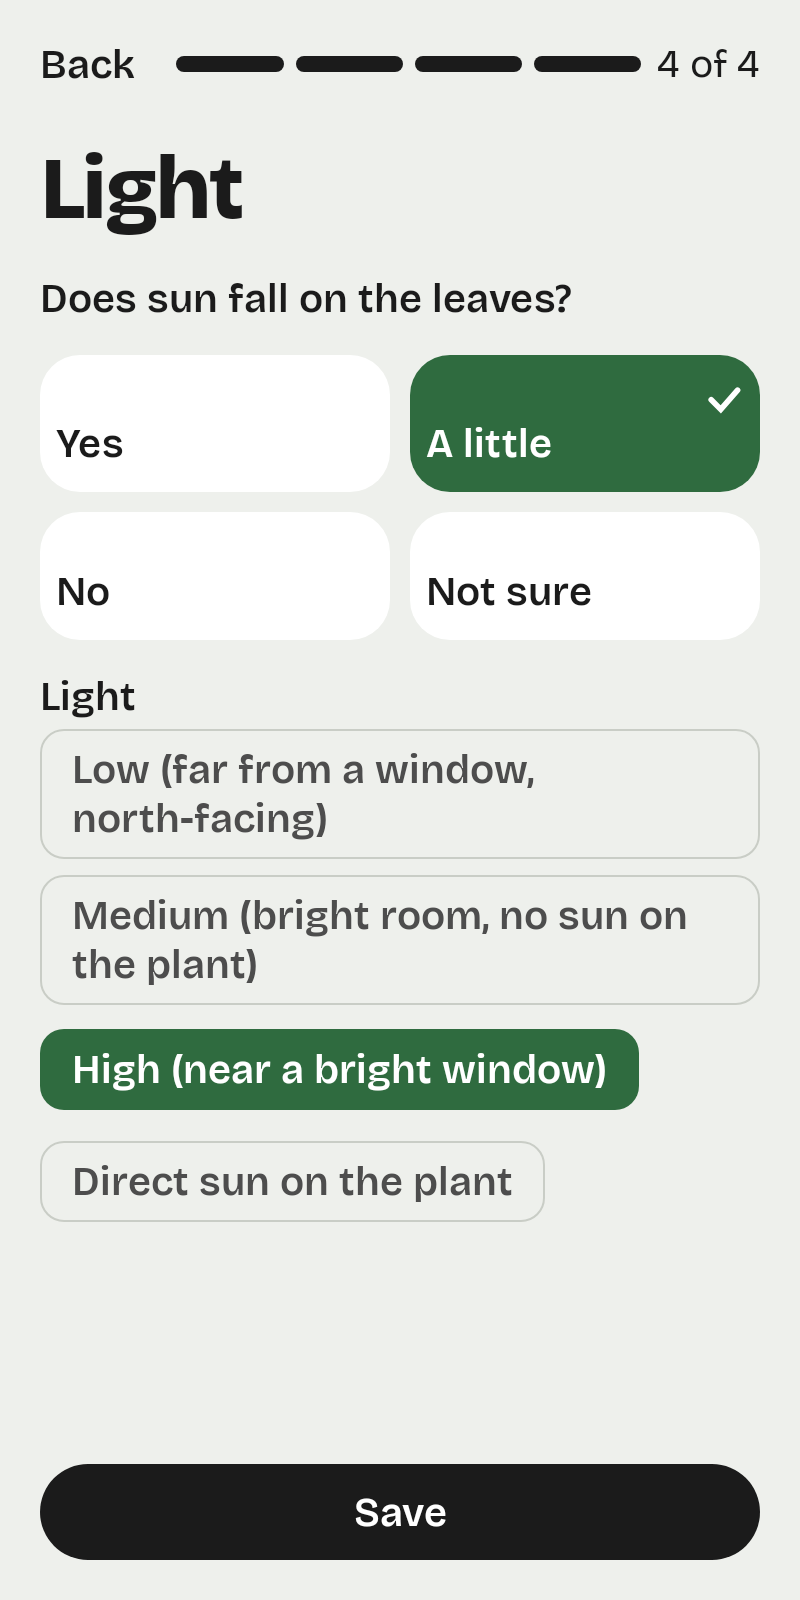 Back
4 of 4
Light
Does sun fall on the leaves?
Yes
A little
No
Not sure
Light
Low (far from a window,
north-facing)
Medium (bright room, no sun on
the plant)
High (near a bright window)
Direct sun on the plant
Save